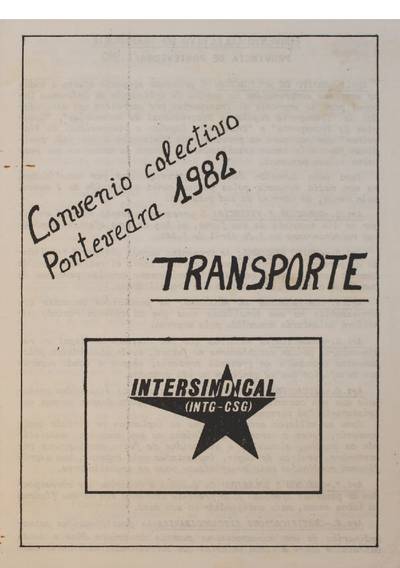 Convenio colectivo
Pontevedra 1982
TRANSPORTE
INTERSINDICAL
(INTG-CSG)